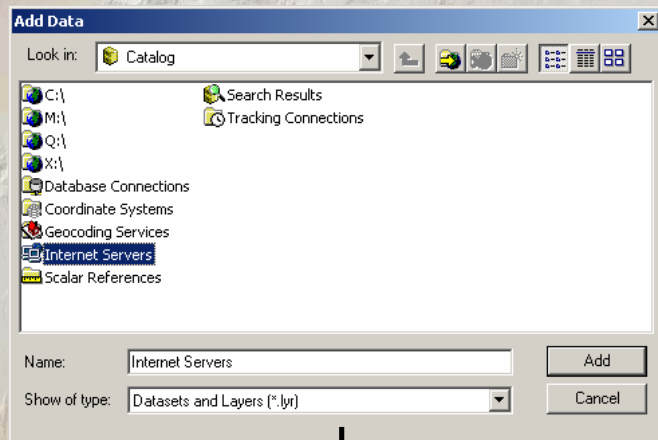 Add Data
Look in: Catalog
C:\
M:\
Q:\
X:\
Database Connections
Coordinate Systems
Geocoding Services
Internet Servers
Scalar References
Search Results
Tracking Connections
Name: Internet Servers
Add
Show of type: Datasets and Layers (*.lyr)
Cancel